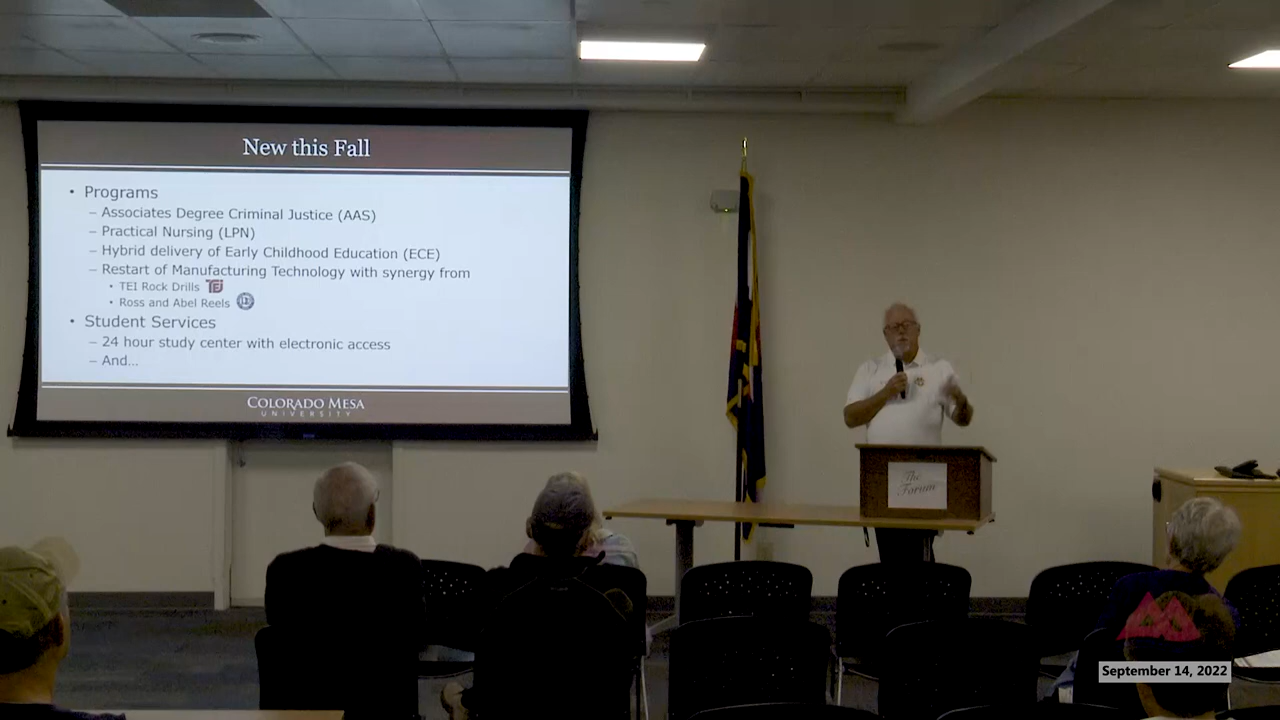 New this Fall
• Programs
– Associates Degree Criminal Justice (AAS)
– Practical Nursing (LPN)
– Hybrid delivery of Early Childhood Education (ECE)
– Restart of Manufacturing Technology with synergy from
• TEI Rock Drills TEI
• Ross and Abel Reels
• Student Services
– 24 hour study center with electronic access
– And...
COLORADO MESA
UNIVERSITY
The
Forum
September 14, 2022